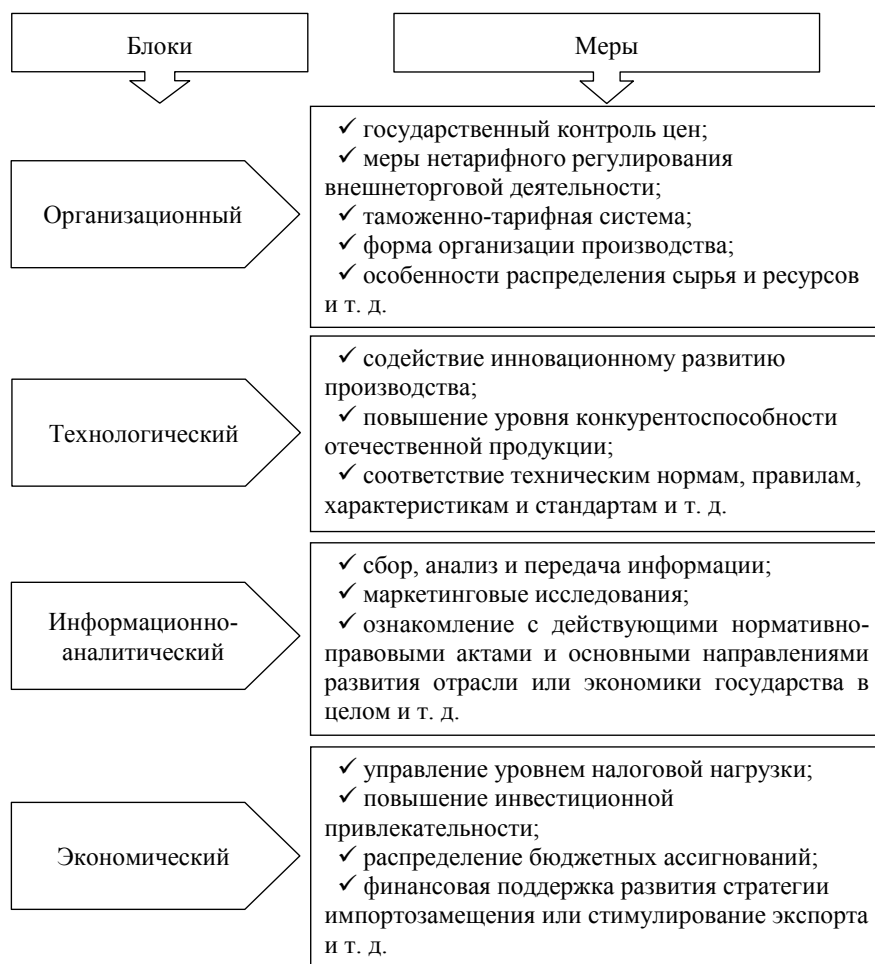 Блоки
Меры
Организационный
✓ государственный контроль цен;
✓ меры нетарифного регулирования
внешнеторговой деятельности;
✓ таможенно-тарифная система;
✓ форма организации производства;
✓ особенности распределения сырья и ресурсов
и т. д.
Технологический
✓ содействие инновационному развитию
производства;
✓ повышение уровня конкурентоспособности
отечественной продукции;
✓ соответствие техническим нормам, правилам,
характеристикам и стандартам и т. д.
Информационно-
аналитический
✓ сбор, анализ и передача информации;
✓ маркетинговые исследования;
✓ ознакомление с действующими нормативно-
правовыми актами и основными направлениями
развития отрасли или экономики государства в
целом и т. д.
Экономический
✓ управление уровнем налоговой нагрузки;
✓ повышение инвестиционной
привлекательности;
✓ распределение бюджетных ассигнований;
✓ финансовая поддержка развития стратегии
импортозамещения или стимулирование экспорта
и т. д.